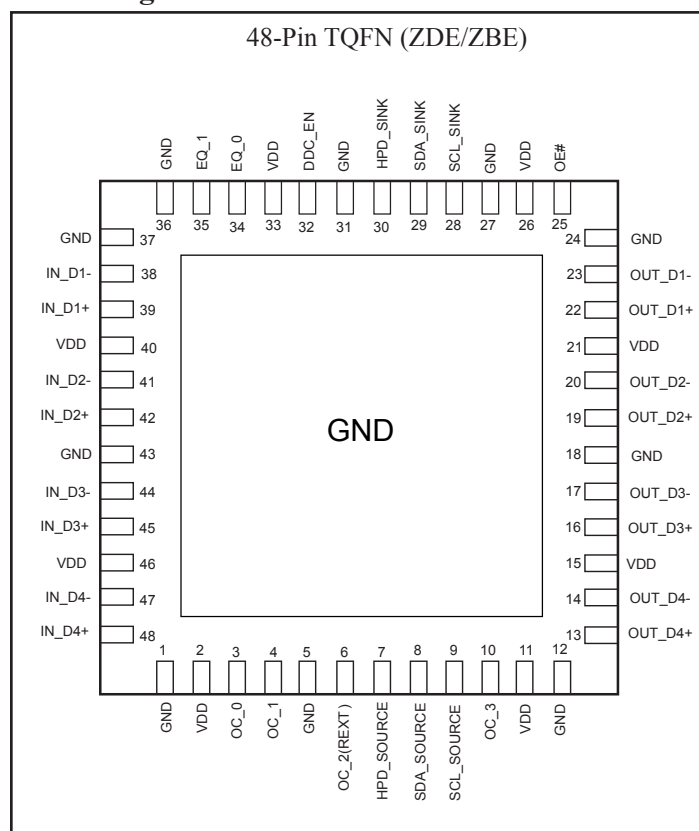 48-Pin TQFN (ZDE/ZBE)
GND
EQ_1
EQ_0
VDD
DDC_EN
GND
HPD_SINK
SDA_SINK
SCL_SINK
GND
VDD
OE#
36 35 34 33 32 31 30 29 28 27 26 25
GND 37
IN_D1- 38
IN_D1+ 39
VDD 40
IN_D2- 41
IN_D2+ 42
GND 43
IN_D3- 44
IN_D3+ 45
VDD 46
IN_D4- 47
IN_D4+ 48
GND
24 GND
23 OUT_D1-
22 OUT_D1+
21 VDD
20 OUT_D2-
19 OUT_D2+
18 GND
17 OUT_D3-
16 OUT_D3+
15 VDD
14 OUT_D4-
13 OUT_D4+
1 2 3 4 5 6 7 8 9 10 11 12
GND
VDD
OC_0
OC_1
GND
OC_2(REXT)
HPD_SOURCE
SDA_SOURCE
SCL_SOURCE
OC_3
VDD
GND